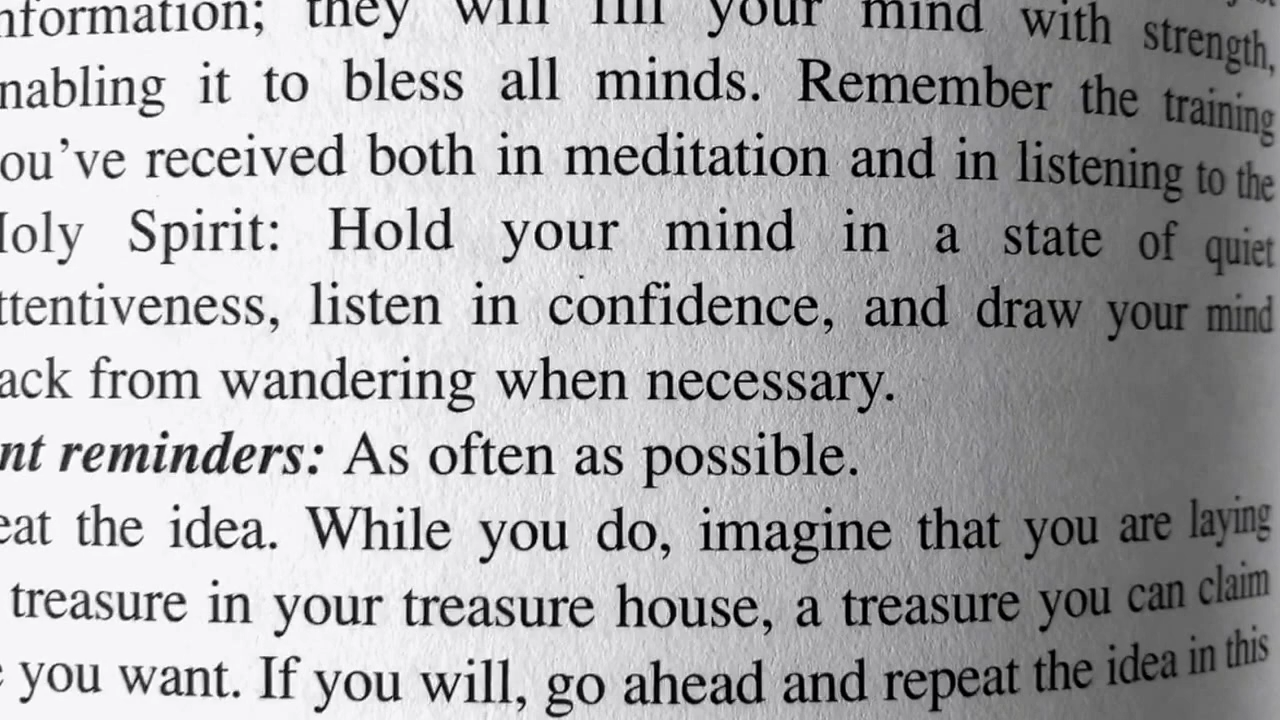 nformation; they will fill your mind with strength,
nabling it to bless all minds. Remember the training
ou've received both in meditation and in listening to the
Holy Spirit: Hold your mind in a state of quiet
ttentiveness, listen in confidence, and draw your mind
ack from wandering when necessary.
nt reminders: As often as possible.
eat the idea. While you do, imagine that you are laying
treasure in your treasure house, a treasure you can claim
you want. If you will, go ahead and repeat the idea in this